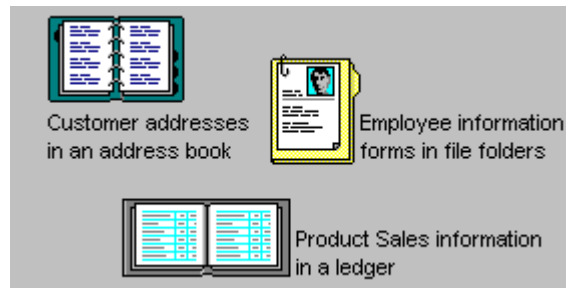 Customer addresses
in an address book
Employee information
forms in file folders
Product Sales information
in a ledger